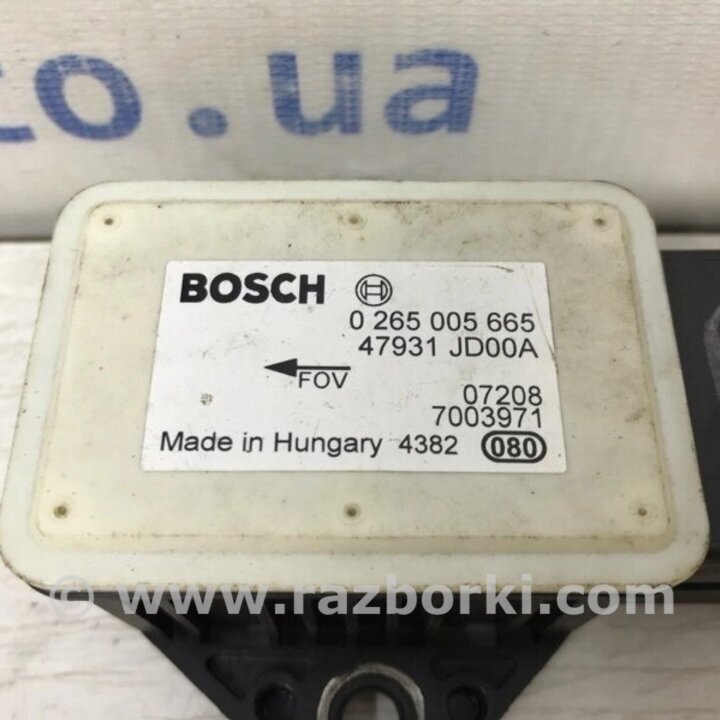 to.ua
BOSCH
0 265 005 665
47931 JD00A
FOV
07208
7003971
Made in Hungary 4382 080
© www.razborki.com